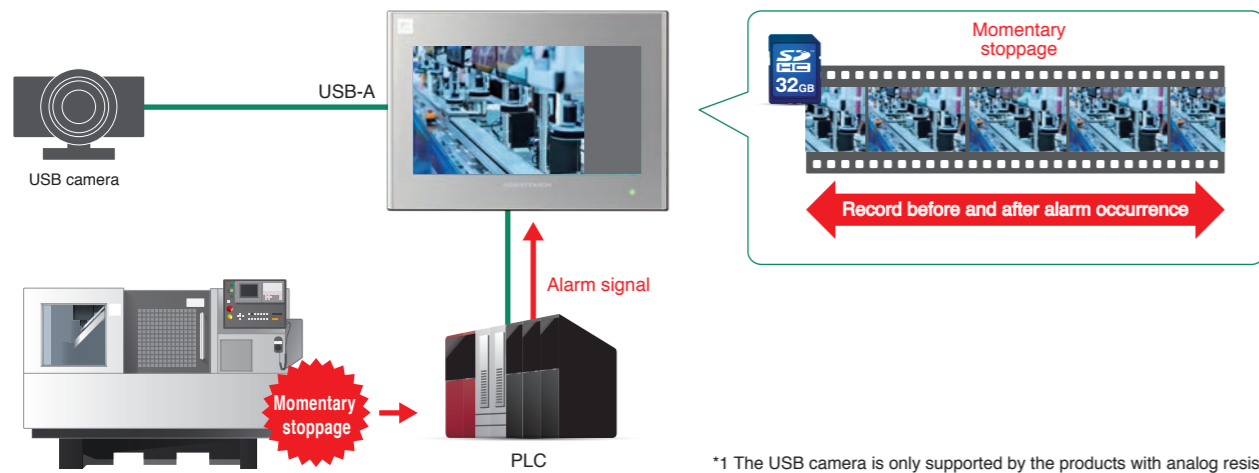 USB camera
USB-A
Momentary
stoppage
SD
HC
32GB
Record before and after alarm occurrence
Alarm signal
Momentary
stoppage
PLC
*1 The USB camera is only supported by the products with analog